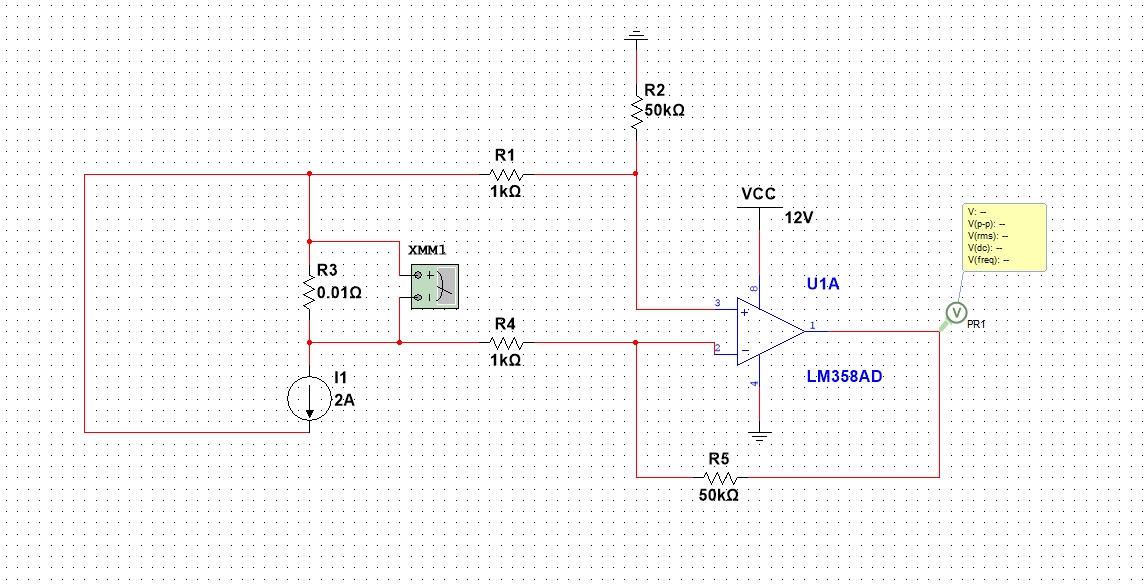 R2
50kΩ
R1
1kΩ
VCC
12V
V: --
V(p-p): --
V(rms): --
V(dc): --
V(freq): --
XMM1
R3
0.01Ω
U1A
8
3
+
1
V
PR1
R4
1kΩ
2
−
4
LM358AD
I1
2A
R5
50kΩ